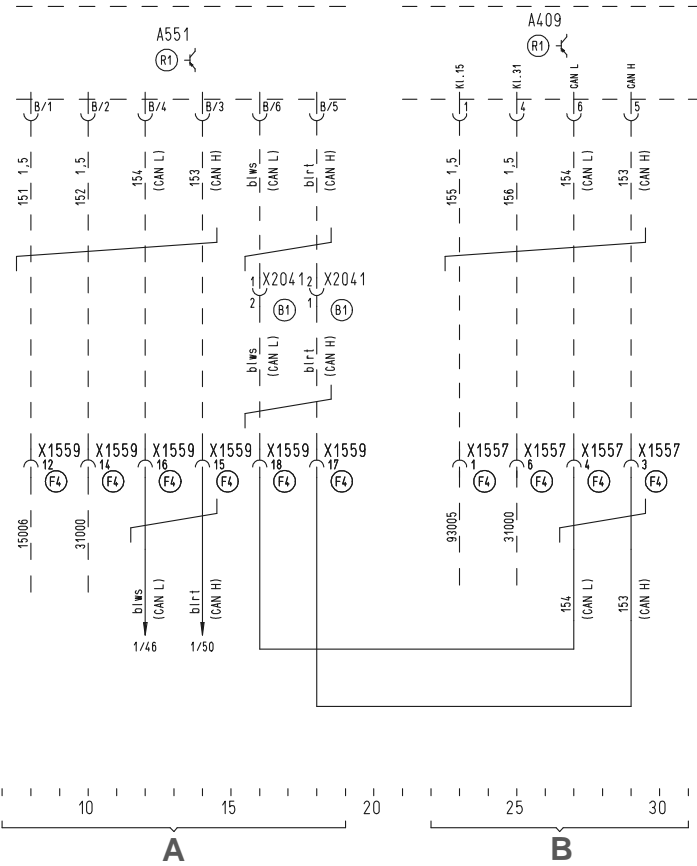 A551 A409
R1 R1
Kl.15 Kl.31 CAN L CAN H
B/1 B/2 B/4 B/3 B/6 B/5 1 4 6 5
151 1,5 152 1,5 154 (CAN L) 153 (CAN H) blws (CAN L) blrt (CAN H) 155 1,5 156 1,5 154 (CAN L) 153 (CAN H)
1 X2041 2 X2041
2 B1 1 B1
blws (CAN L) blrt (CAN H)
X1559 X1559 X1559 X1559 X1559 X1559 X1557 X1557 X1557 X1557
12 14 16 15 18 17 1 6 4 3
F4 F4 F4 F4 F4 F4 F4 F4 F4 F4
15006 31000 93005 31000
blws (CAN L) blrt (CAN H) 154 (CAN L) 153 (CAN H)
1/46 1/50
10 15 20 25 30
A B